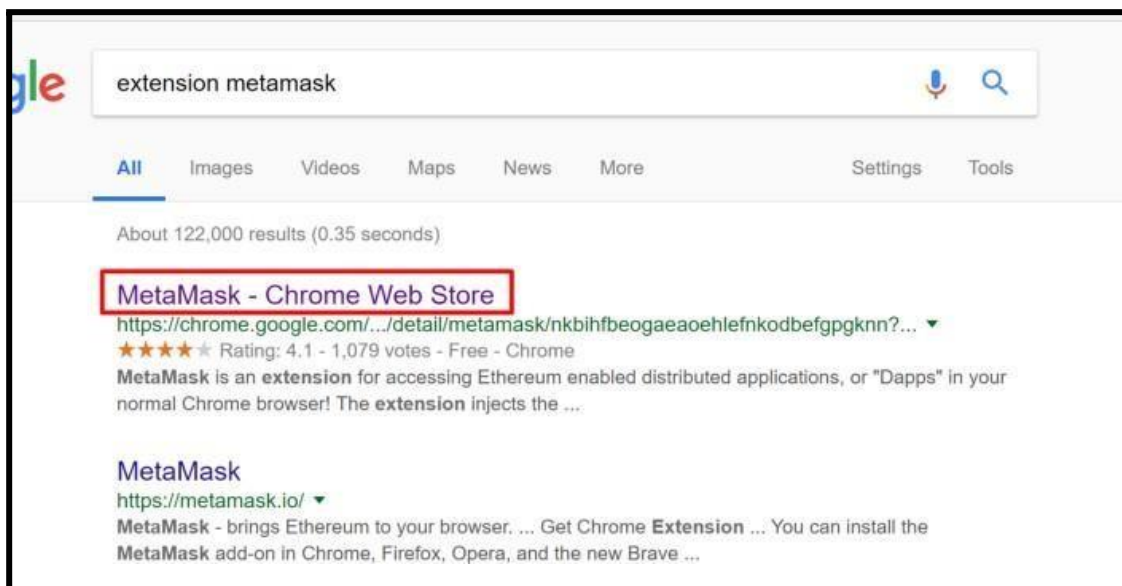 gle
extension metamask
All Images Videos Maps News More Settings Tools
About 122,000 results (0.35 seconds)
MetaMask - Chrome Web Store
https://chrome.google.com/.../detail/metamask/nkbihfbeogaeaoehlefnkodbefgpgknn?...
Rating: 4.1 - 1,079 votes - Free - Chrome
MetaMask is an extension for accessing Ethereum enabled distributed applications, or "Dapps" in your
normal Chrome browser! The extension injects the ...
MetaMask
https://metamask.io/
MetaMask - brings Ethereum to your browser. ... Get Chrome Extension ... You can install the
MetaMask add-on in Chrome, Firefox, Opera, and the new Brave ...